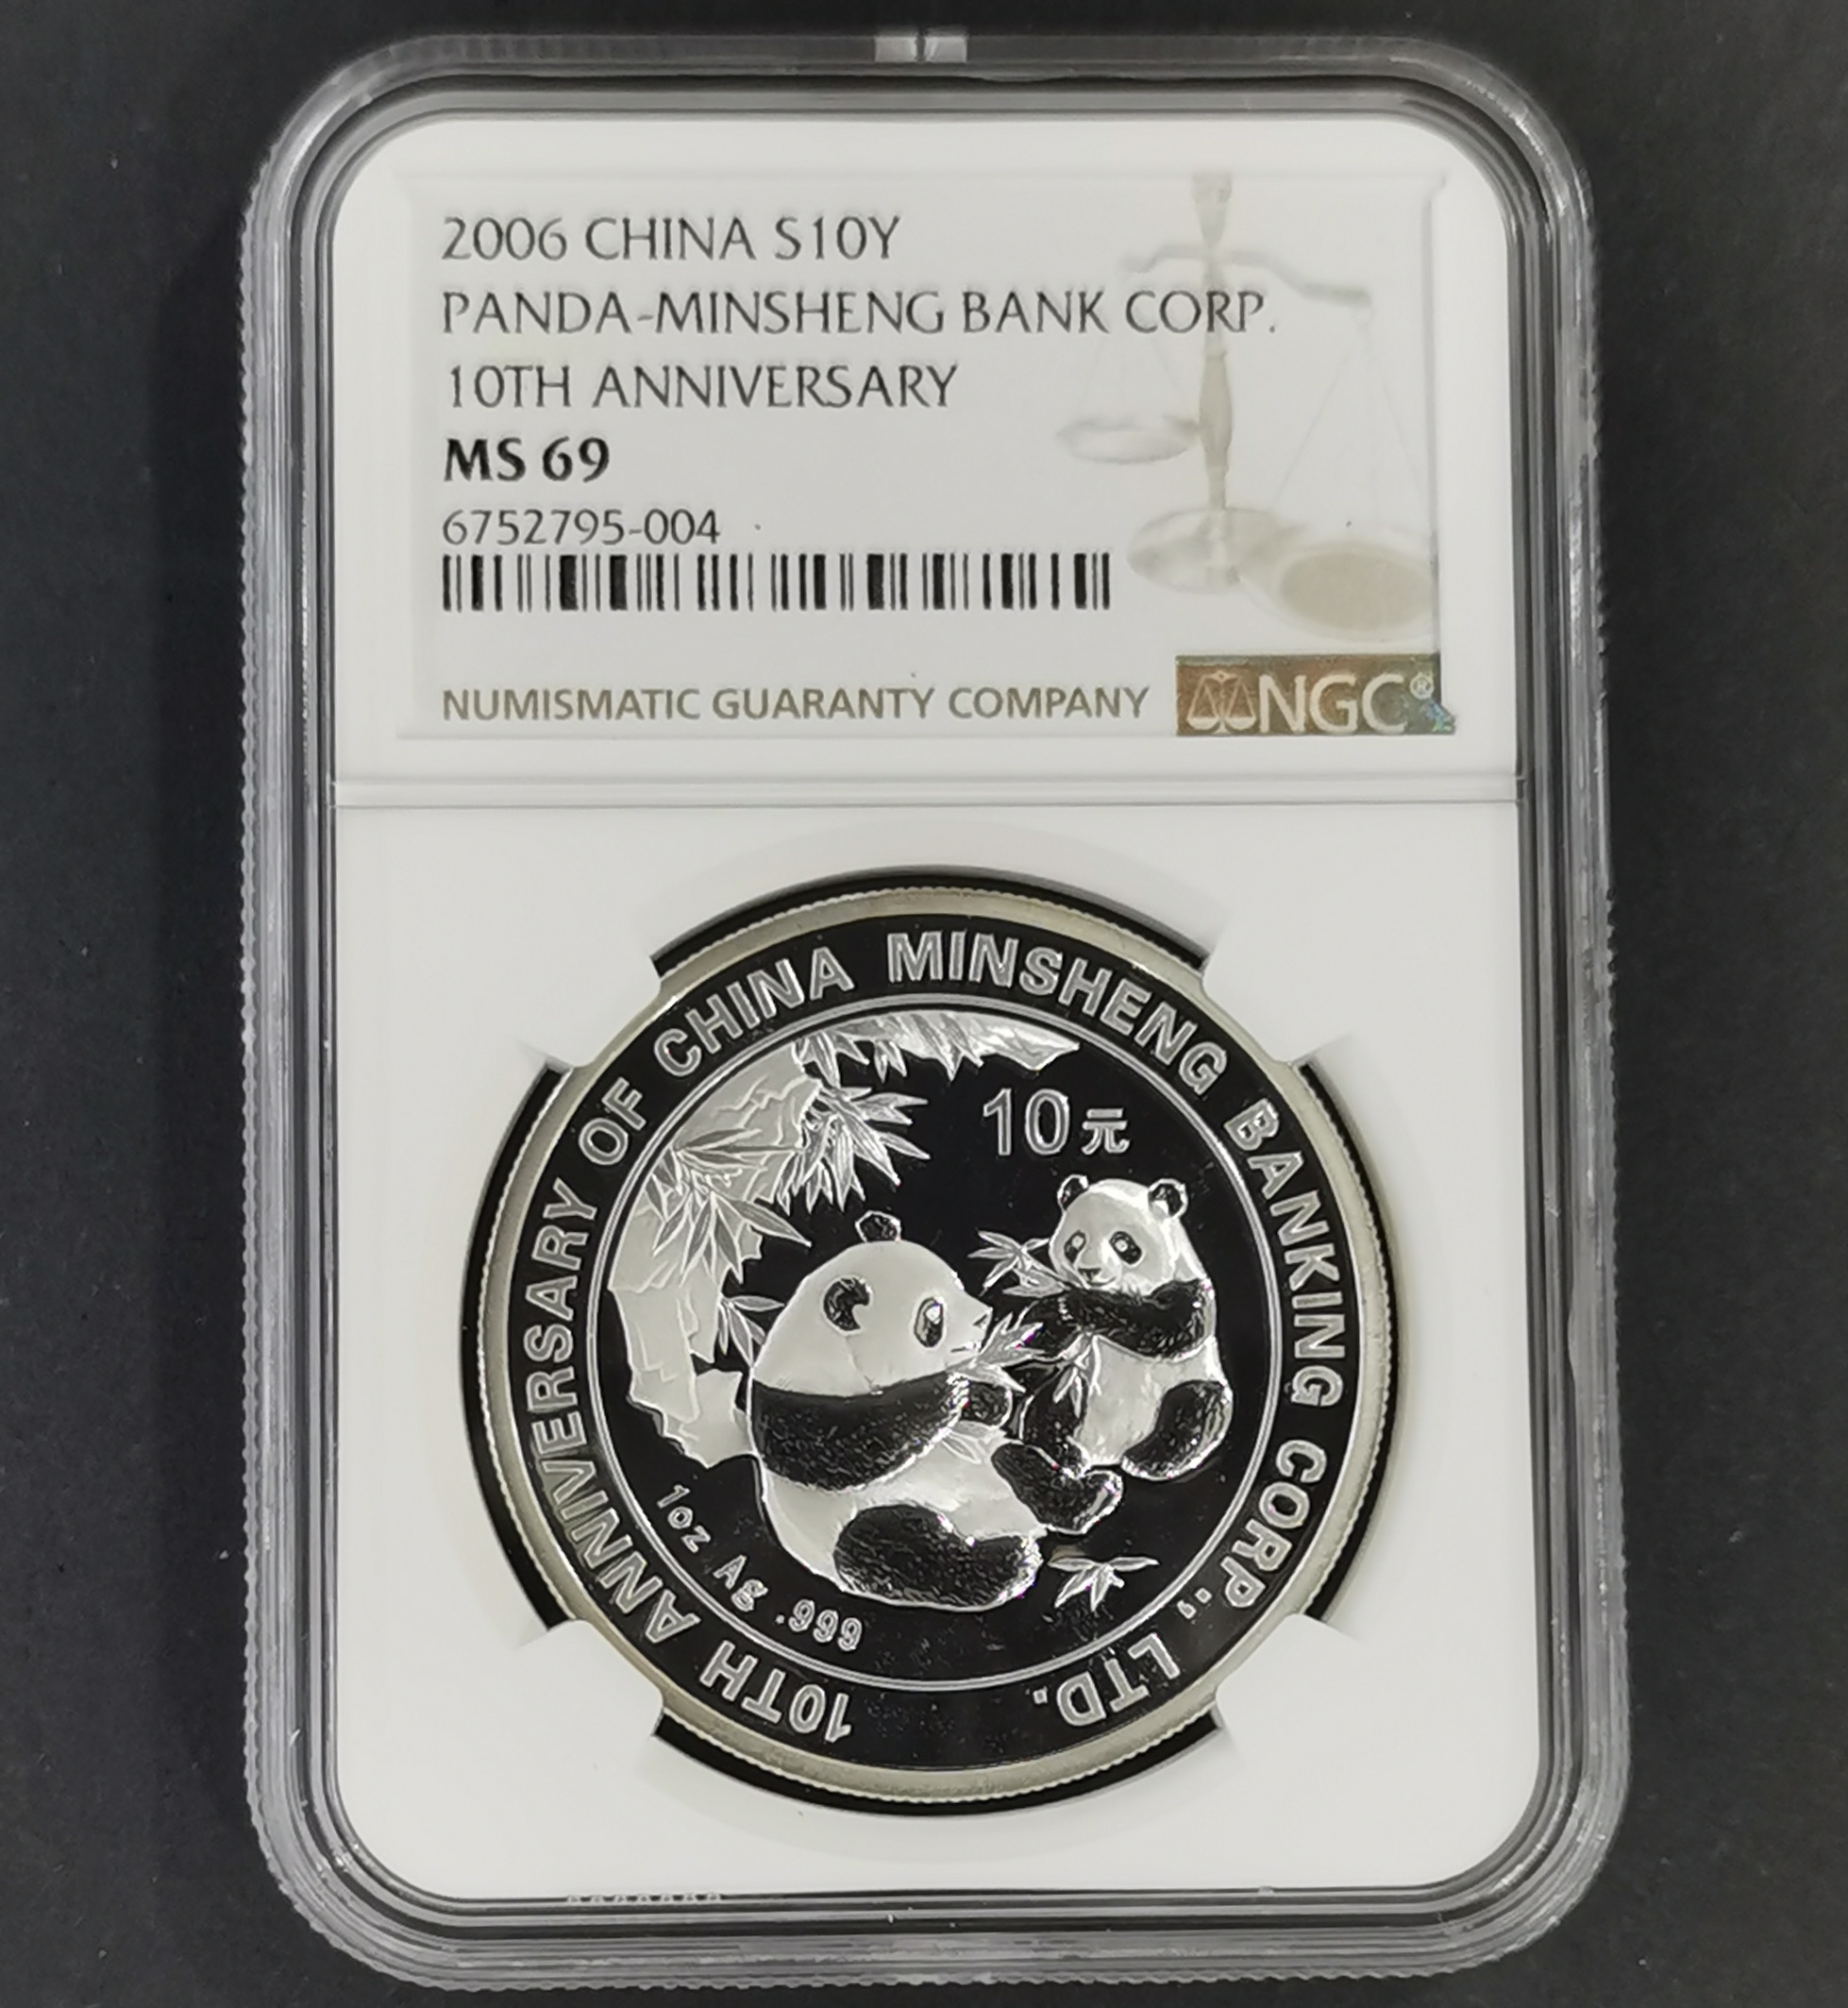 2006 CHINA S10Y
PANDA-MINSHENG BANK CORP.
10TH ANNIVERSARY
MS 69
6752795-004
NUMISMATIC GUARANTY COMPANY
NGC®
10TH ANNIVERSARY OF CHINA MINSHENG BANKING CORP., LTD.
10元
1oz Ag .999